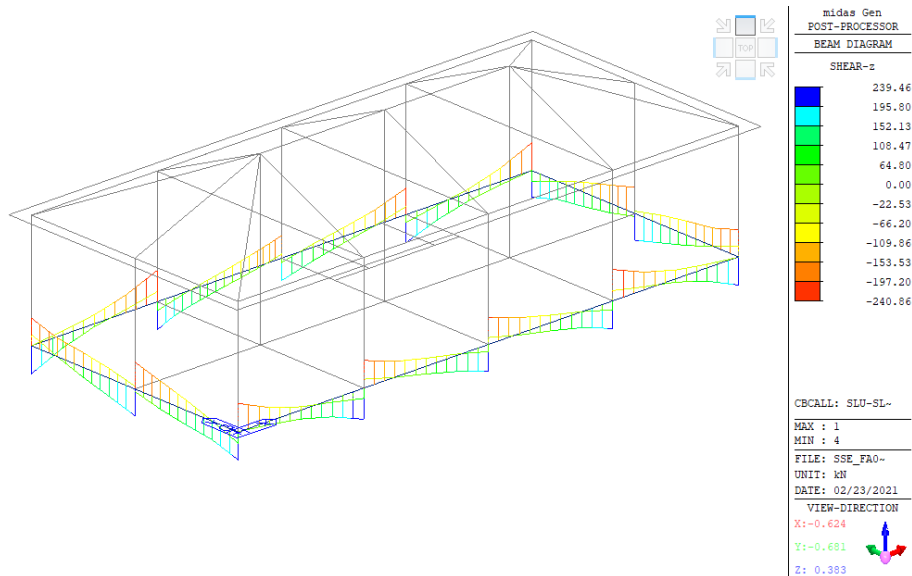 TOP
midas Gen
POST-PROCESSOR
BEAM DIAGRAM
SHEAR-z
239.46
195.80
152.13
108.47
64.80
0.00
-22.53
-66.20
-109.86
-153.53
-197.20
-240.86
CBCALL: SLU-SL~
MAX : 1
MIN : 4
FILE: SSE_FA0~
UNIT: kN
DATE: 02/23/2021
VIEW-DIRECTION
X:-0.624
Y:-0.681
Z: 0.383